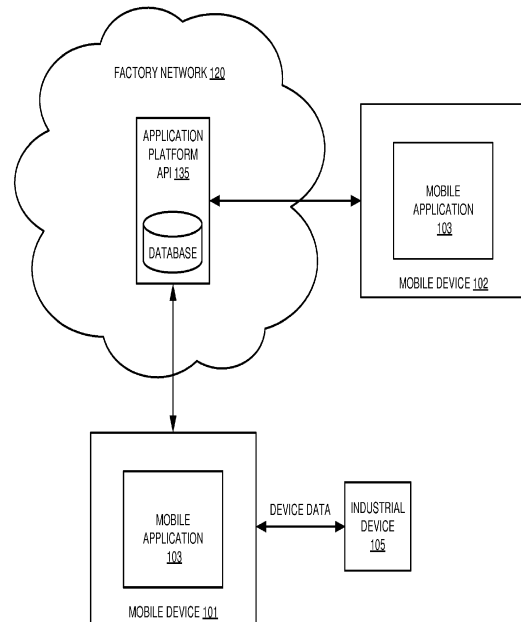 FACTORY NETWORK 120
APPLICATION
PLATFORM
API 135
DATABASE
MOBILE
APPLICATION
103
MOBILE DEVICE 102
MOBILE
APPLICATION
103
MOBILE DEVICE 101
DEVICE DATA
INDUSTRIAL
DEVICE
105